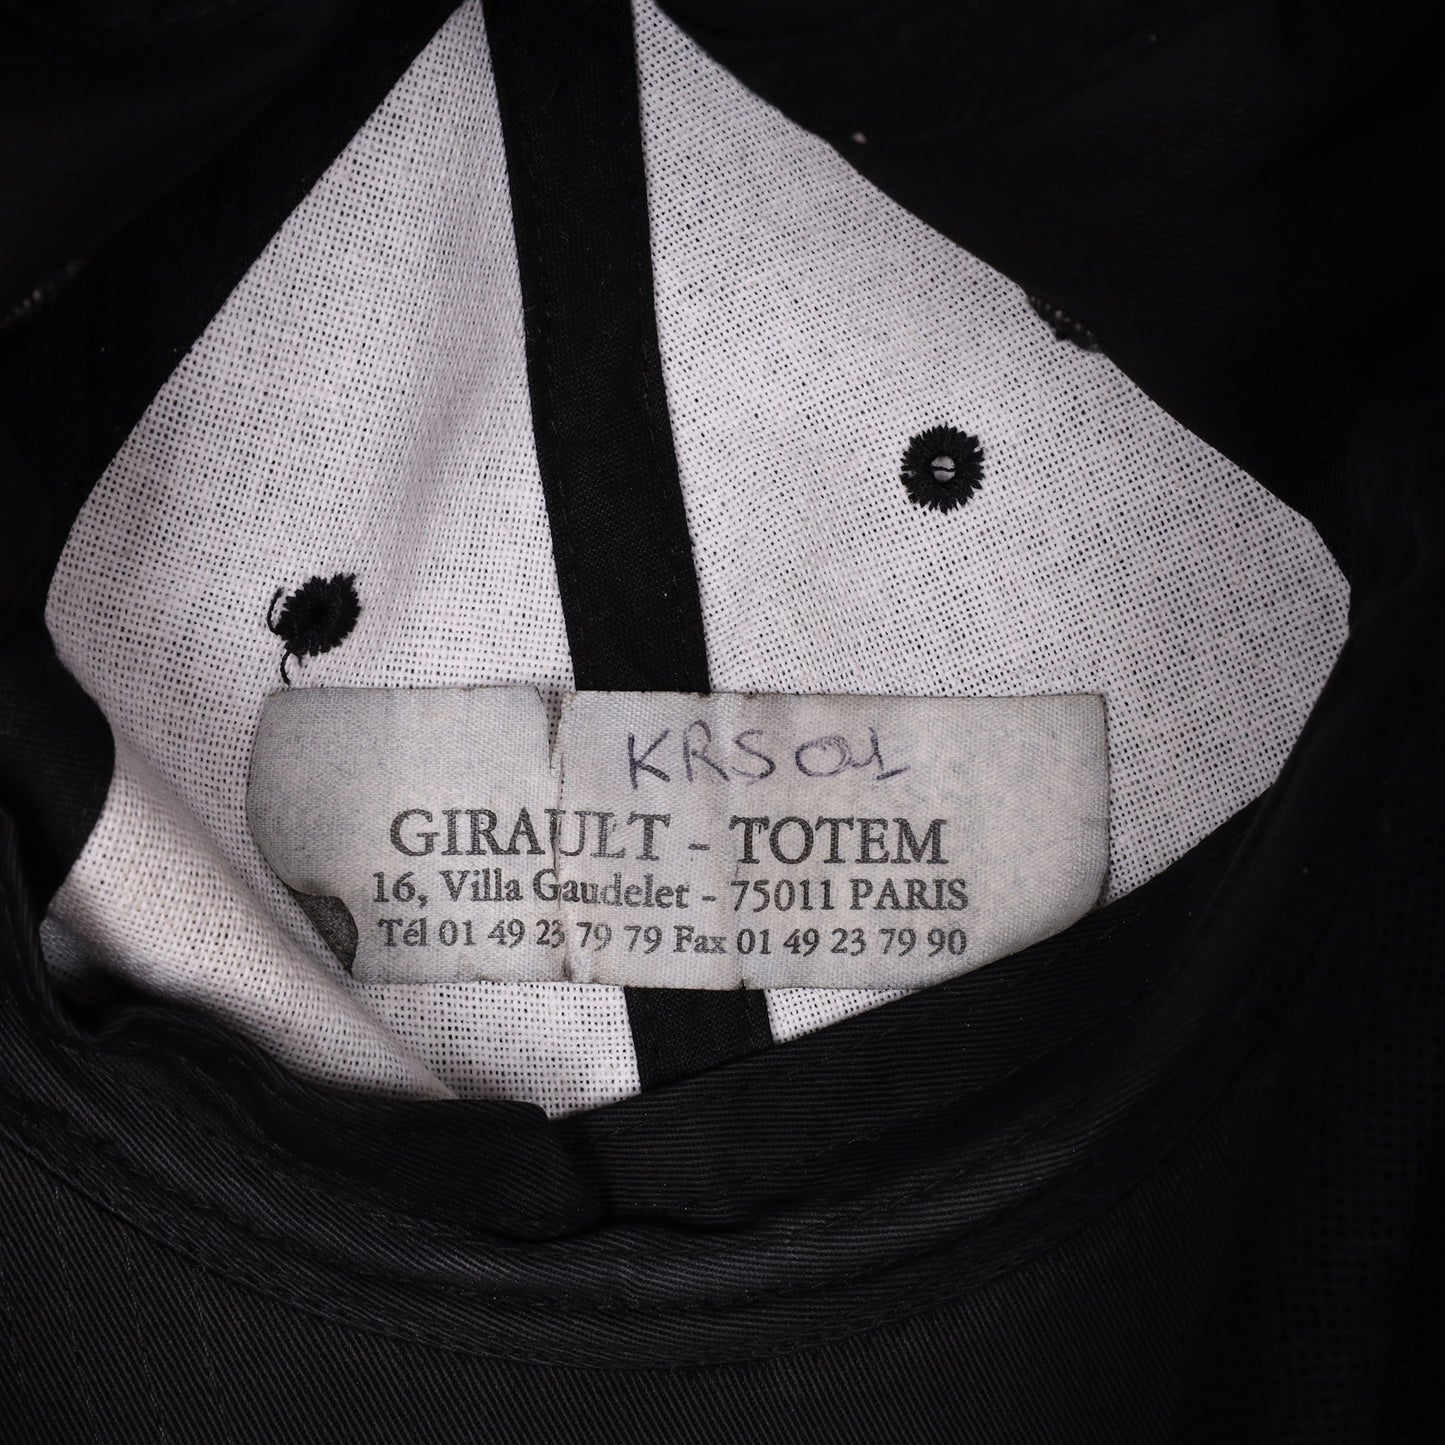 KRS01
GIRAULT - TOTEM
16, Villa Gaudelet - 75011 PARIS
Tél 01 49 23 79 79 Fax 01 49 23 79 90